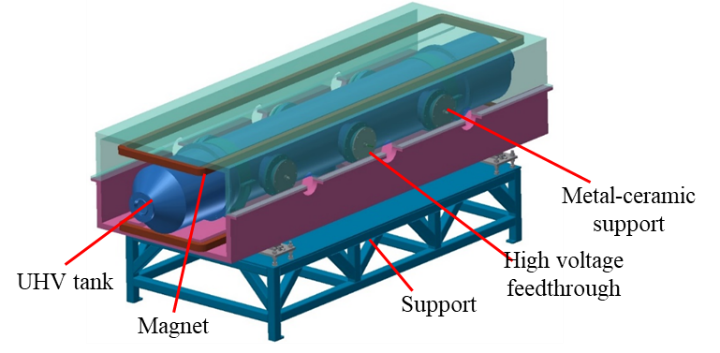 Metal-ceramic
support
High voltage
feedthrough
UHV tank
Support
Magnet